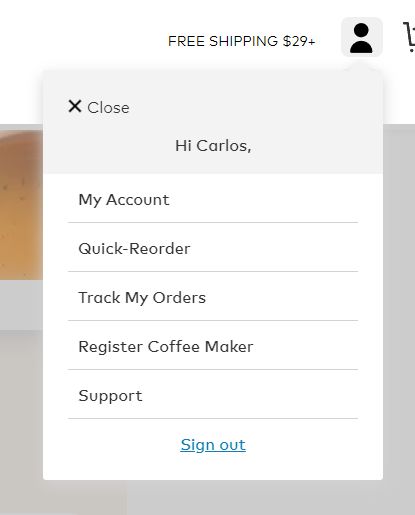 FREE SHIPPING $29+
Close
Hi Carlos,
My Account
Quick-Reorder
Track My Orders
Register Coffee Maker
Support
Sign out